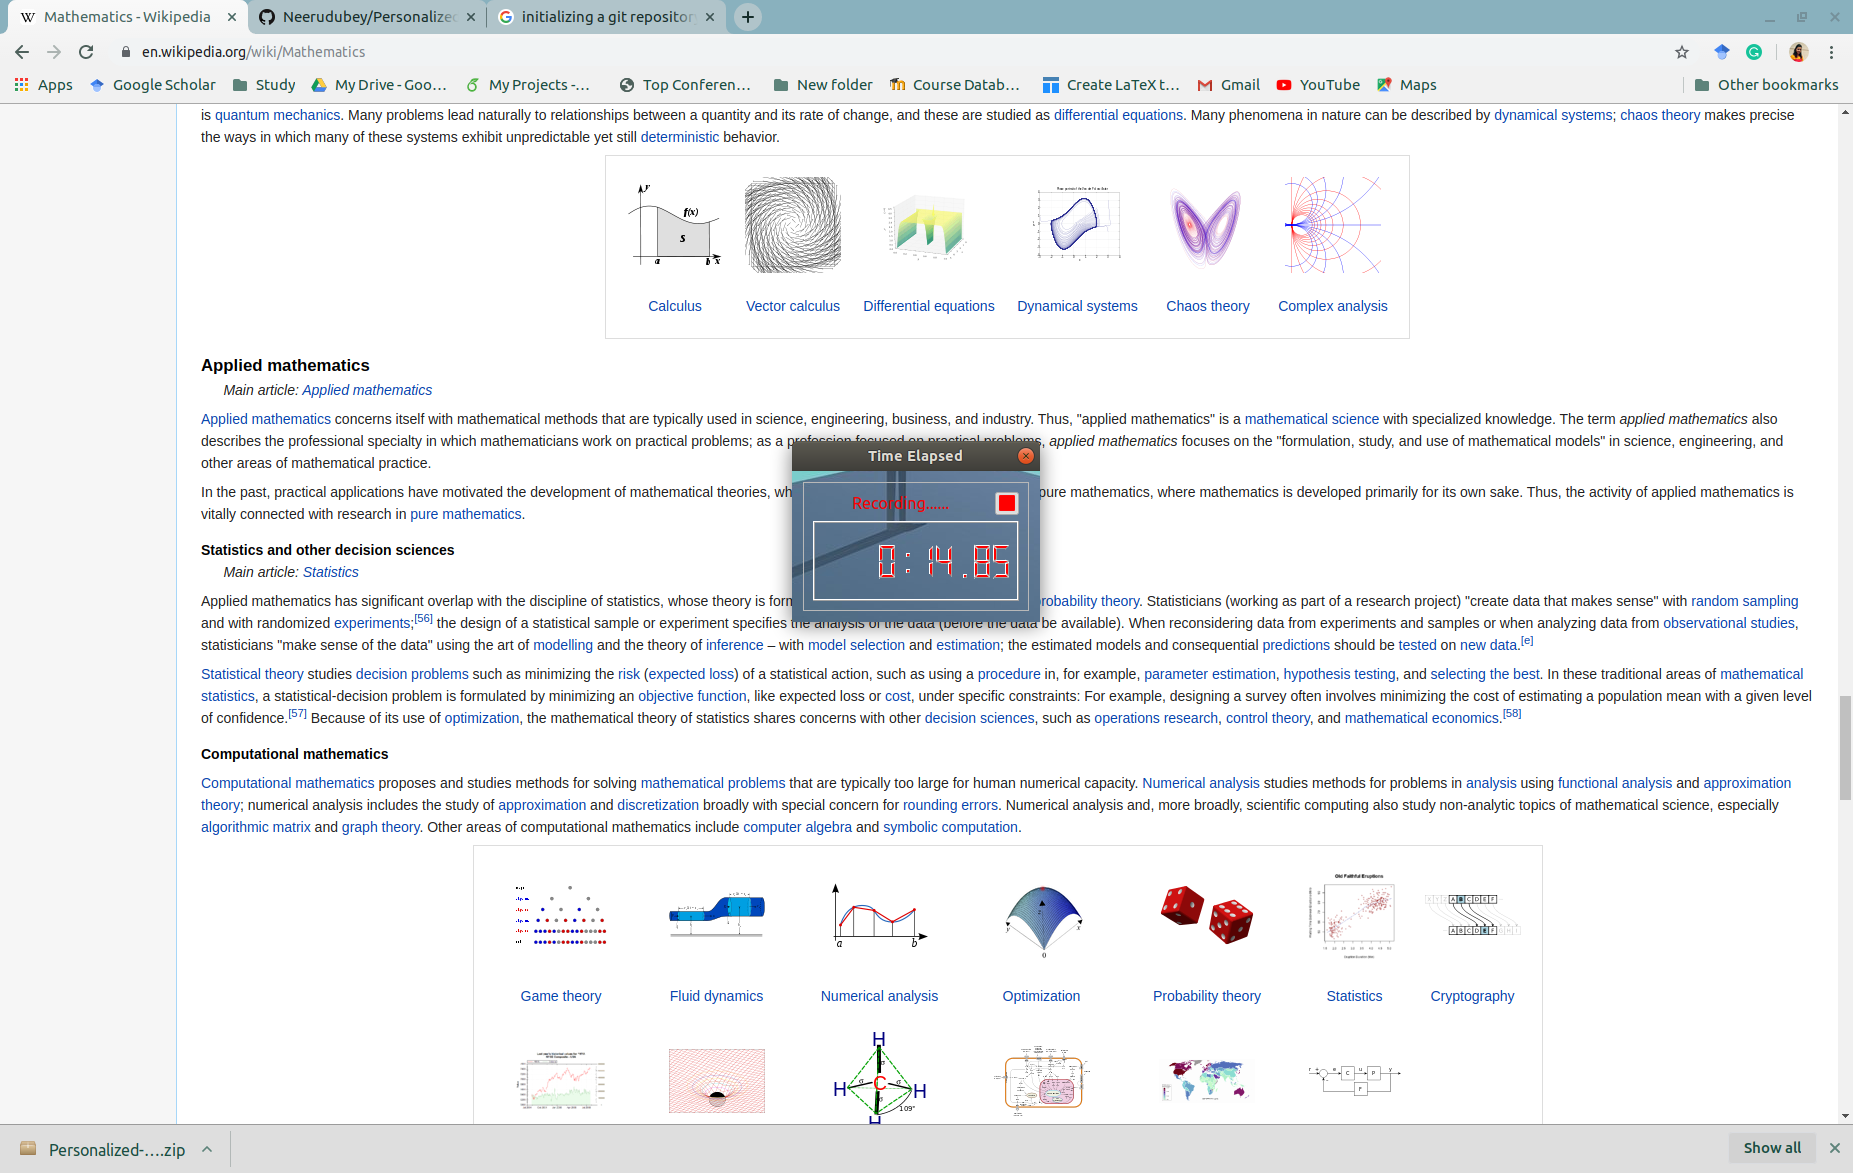 Mathematics - Wikipedia
Neerudubey/Personalized
initializing a git repositor
en.wikipedia.org/wiki/Mathematics
Apps
Google Scholar
Study
My Drive - Goo...
My Projects -...
Top Conferen...
New folder
Course Datab...
Create LaTeX t...
Gmail
YouTube
Maps
Other bookmarks
is quantum mechanics. Many problems lead naturally to relationships between a quantity and its rate of change, and these are studied as differential equations. Many phenomena in nature can be described by dynamical systems; chaos theory makes precise
the ways in which many of these systems exhibit unpredictable yet still deterministic behavior.
y
f(x)
S
a
b x
Calculus
Vector calculus
Differential equations
Dynamical systems
Chaos theory
Complex analysis
Applied mathematics
Main article: Applied mathematics
Applied mathematics concerns itself with mathematical methods that are typically used in science, engineering, business, and industry. Thus, "applied mathematics" is a mathematical science with specialized knowledge. The term applied mathematics also
describes the professional specialty in which mathematicians work on practical problems; as a profession focused on practical problems, applied mathematics focuses on the "formulation, study, and use of mathematical models" in science, engineering, and
other areas of mathematical practice.
In the past, practical applications have motivated the development of mathematical theories, wh
pure mathematics, where mathematics is developed primarily for its own sake. Thus, the activity of applied mathematics is
vitally connected with research in pure mathematics.
Time Elapsed
Recording......
0:14.85
Statistics and other decision sciences
Main article: Statistics
Applied mathematics has significant overlap with the discipline of statistics, whose theory is form
robability theory. Statisticians (working as part of a research project) "create data that makes sense" with random sampling
and with randomized experiments;[56] the design of a statistical sample or experiment specifies the analysis of the data (before the data be available). When reconsidering data from experiments and samples or when analyzing data from observational studies,
statisticians "make sense of the data" using the art of modelling and the theory of inference – with model selection and estimation; the estimated models and consequential predictions should be tested on new data.[e]
Statistical theory studies decision problems such as minimizing the risk (expected loss) of a statistical action, such as using a procedure in, for example, parameter estimation, hypothesis testing, and selecting the best. In these traditional areas of mathematical
statistics, a statistical-decision problem is formulated by minimizing an objective function, like expected loss or cost, under specific constraints: For example, designing a survey often involves minimizing the cost of estimating a population mean with a given level
of confidence.[57] Because of its use of optimization, the mathematical theory of statistics shares concerns with other decision sciences, such as operations research, control theory, and mathematical economics.[58]
Computational mathematics
Computational mathematics proposes and studies methods for solving mathematical problems that are typically too large for human numerical capacity. Numerical analysis studies methods for problems in analysis using functional analysis and approximation
theory; numerical analysis includes the study of approximation and discretization broadly with special concern for rounding errors. Numerical analysis and, more broadly, scientific computing also study non-analytic topics of mathematical science, especially
algorithmic matrix and graph theory. Other areas of computational mathematics include computer algebra and symbolic computation.
a
b
Old Faithful Eruptions
A B C D E F
A B C D E F
Game theory
Fluid dynamics
Numerical analysis
Optimization
Probability theory
Statistics
Cryptography
H
H
C
H
H
109°
r
e
C
u
P
y
F
Personalized-....zip
Show all